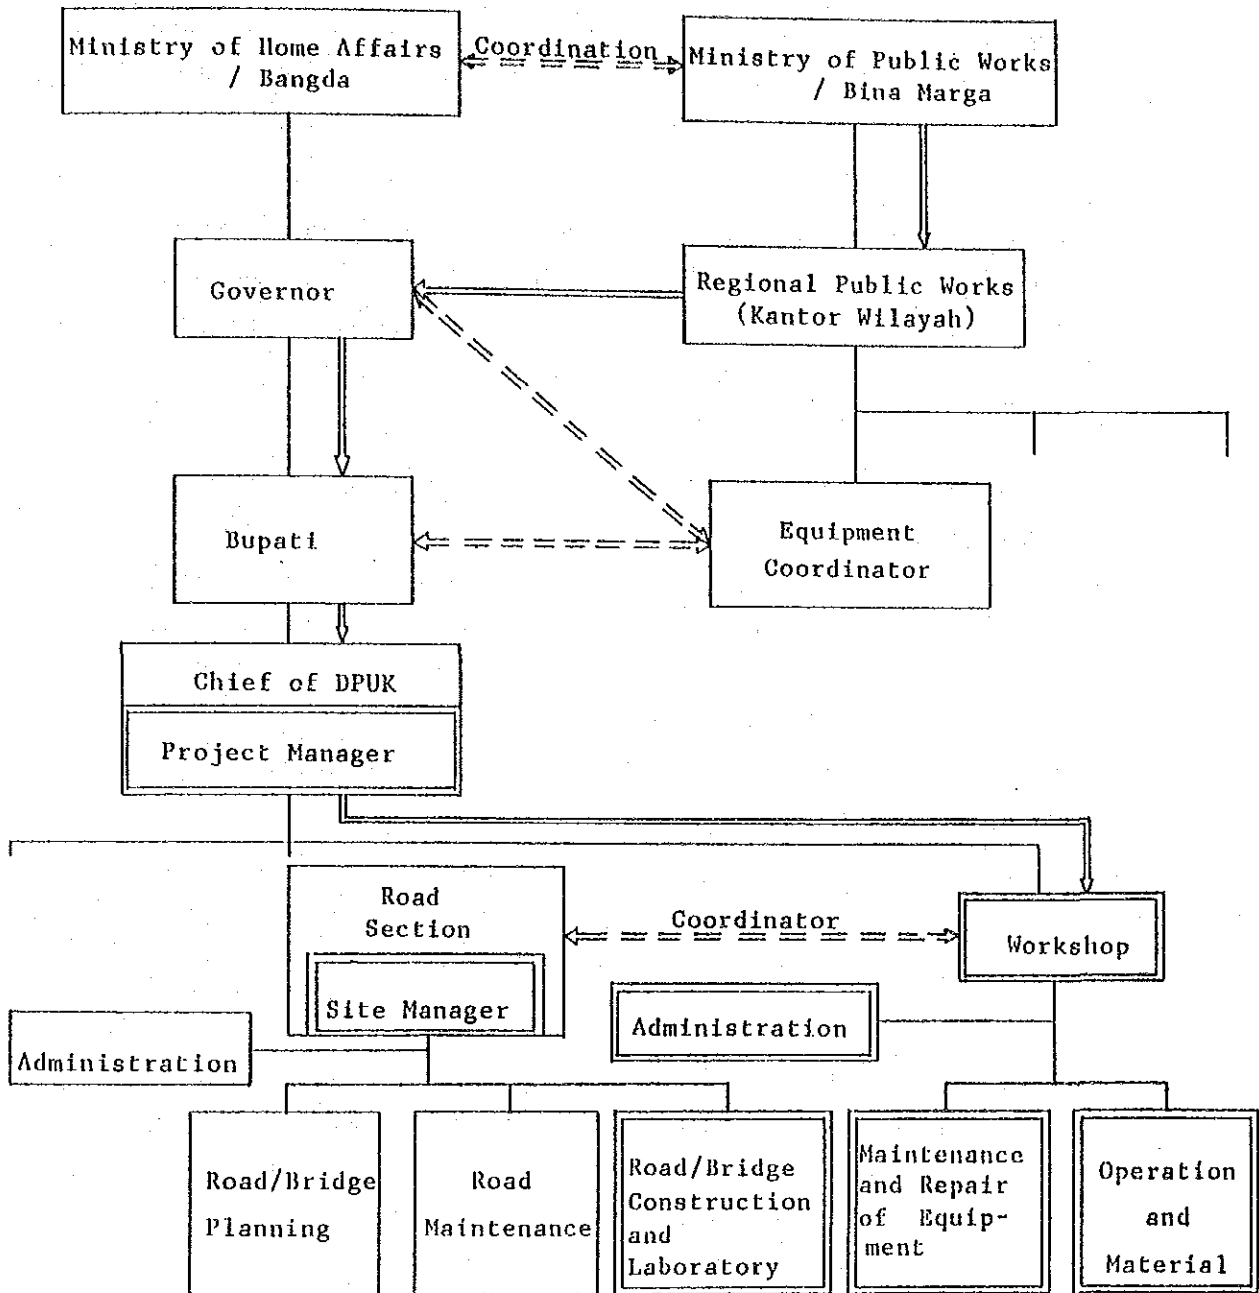 Ministry of Home Affairs
/ Bangda
Coordination
Ministry of Public Works
/ Bina Marga
Governor
Regional Public Works
(Kantor Wilayah)
Bupati
Equipment
Coordinator
Chief of DPUK
Project Manager
Road
Section
Site Manager
Coordinator
Workshop
Administration
Administration
Road/Bridge
Planning
Road
Maintenance
Road/Bridge
Construction
and
Laboratory
Maintenance
and Repair
of Equip-
ment
Operation
and
Material